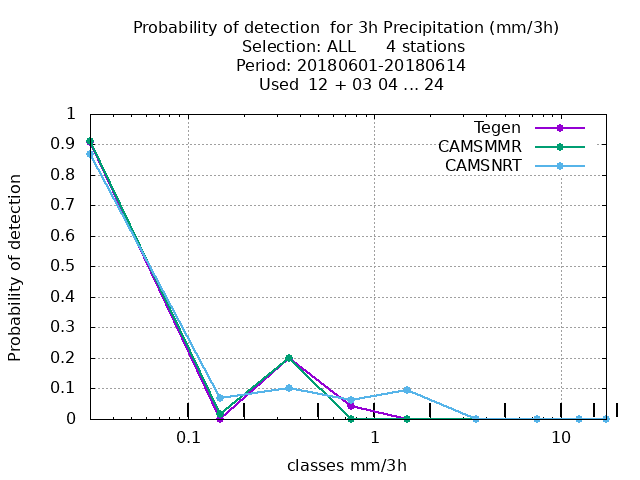 Probability of detection for 3h Precipitation (mm/3h)
Selection: ALL 4 stations
Period: 20180601-20180614
Used 12 + 03 04 ... 24
Tegen
CAMSMMR
CAMSNRT
1
0.9
0.8
0.7
0.6
0.5
0.4
0.3
0.2
0.1
0
Probability of detection
0.1 1 10
classes mm/3h